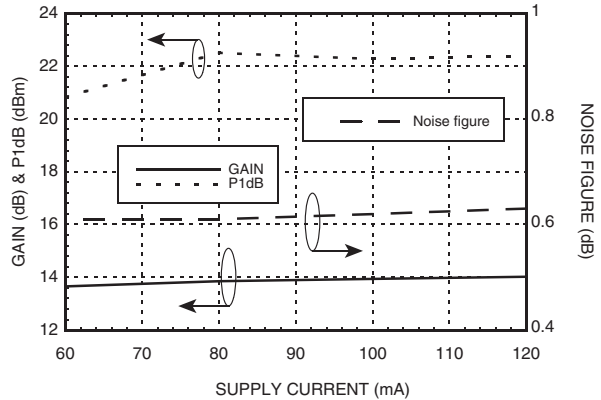 24
22
20
18
16
14
12
GAIN (dB) & P1dB (dBm)
1
0.8
0.6
0.4
NOISE FIGURE (dB)
Noise figure
GAIN
P1dB
60 70 80 90 100 110 120
SUPPLY CURRENT (mA)